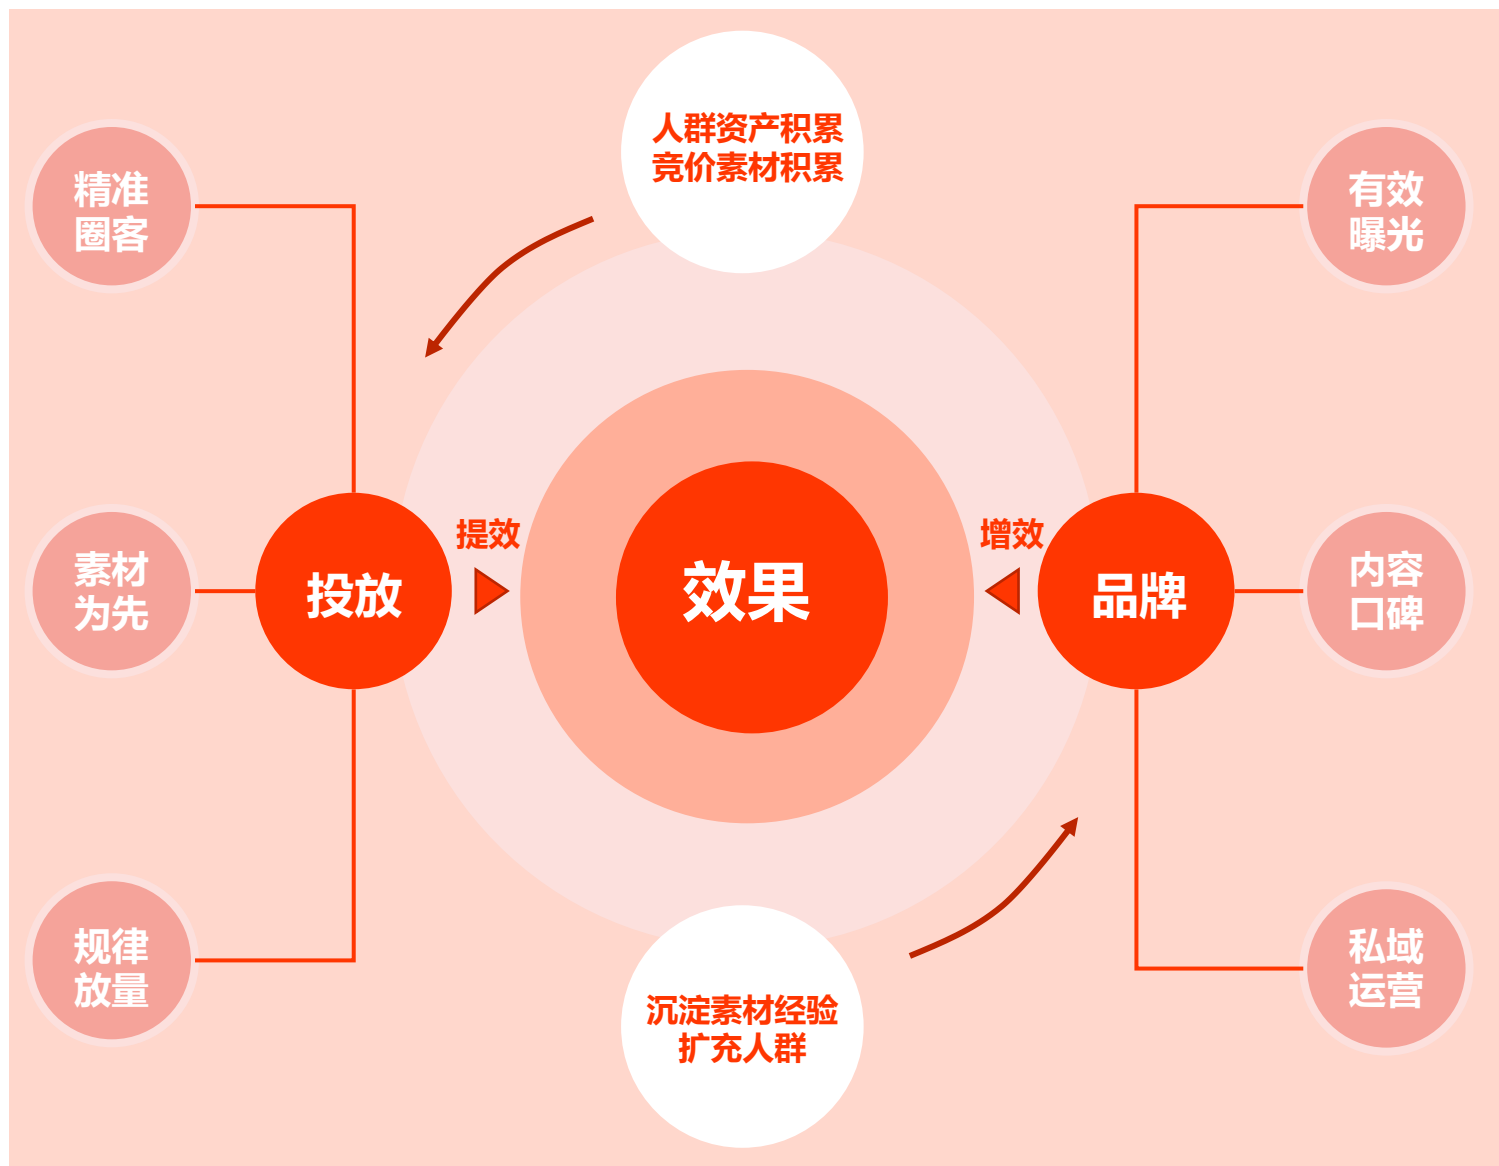 人群资产积累
竞价素材积累
精准
圈客
有效
曝光
提效
增效
素材
为先
投放
效果
品牌
内容
口碑
规律
放量
私域
运营
沉淀素材经验
扩充人群